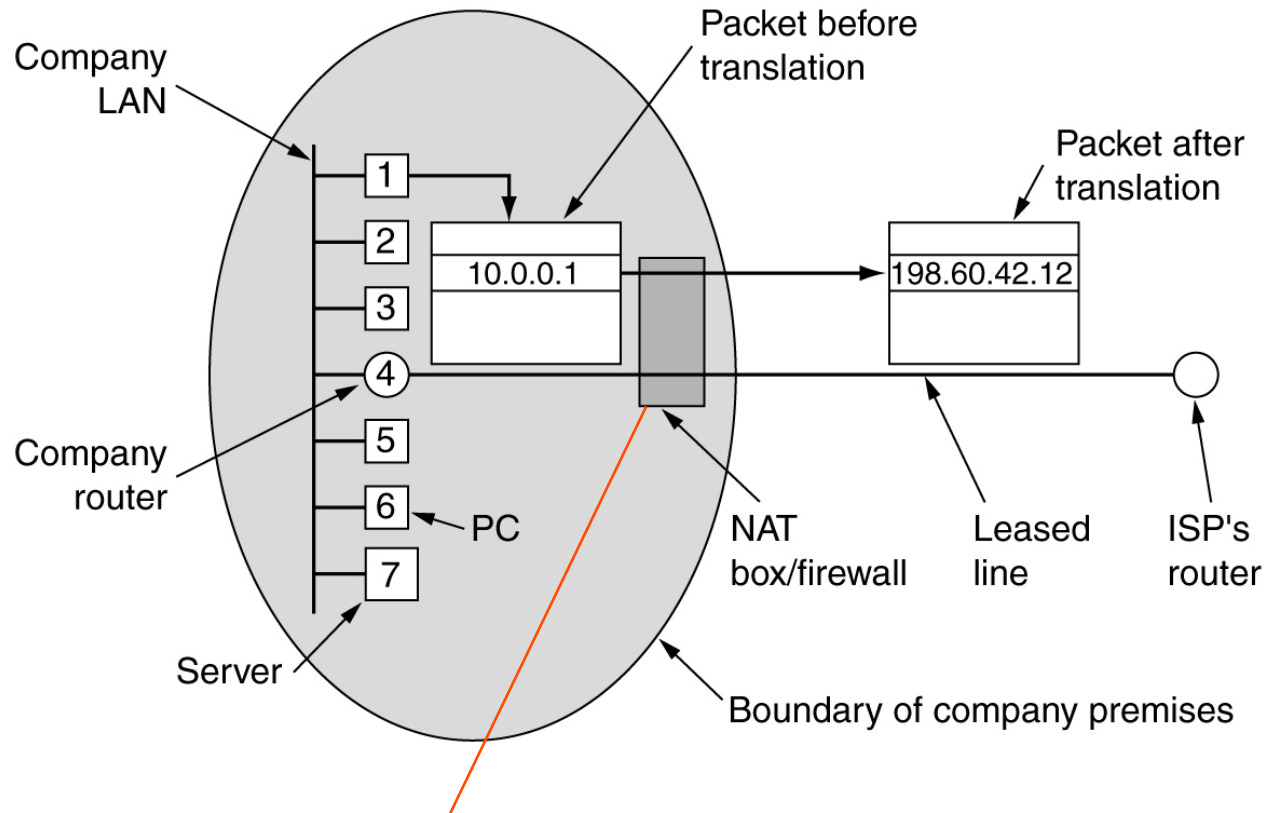 Packet before
translation
Company
LAN
Packet after
translation
1
2
10.0.0.1
198.60.42.12
3
4
5
Company
router
6
PC
NAT
box/firewall
Leased
line
ISP's
router
7
Server
Boundary of company premises